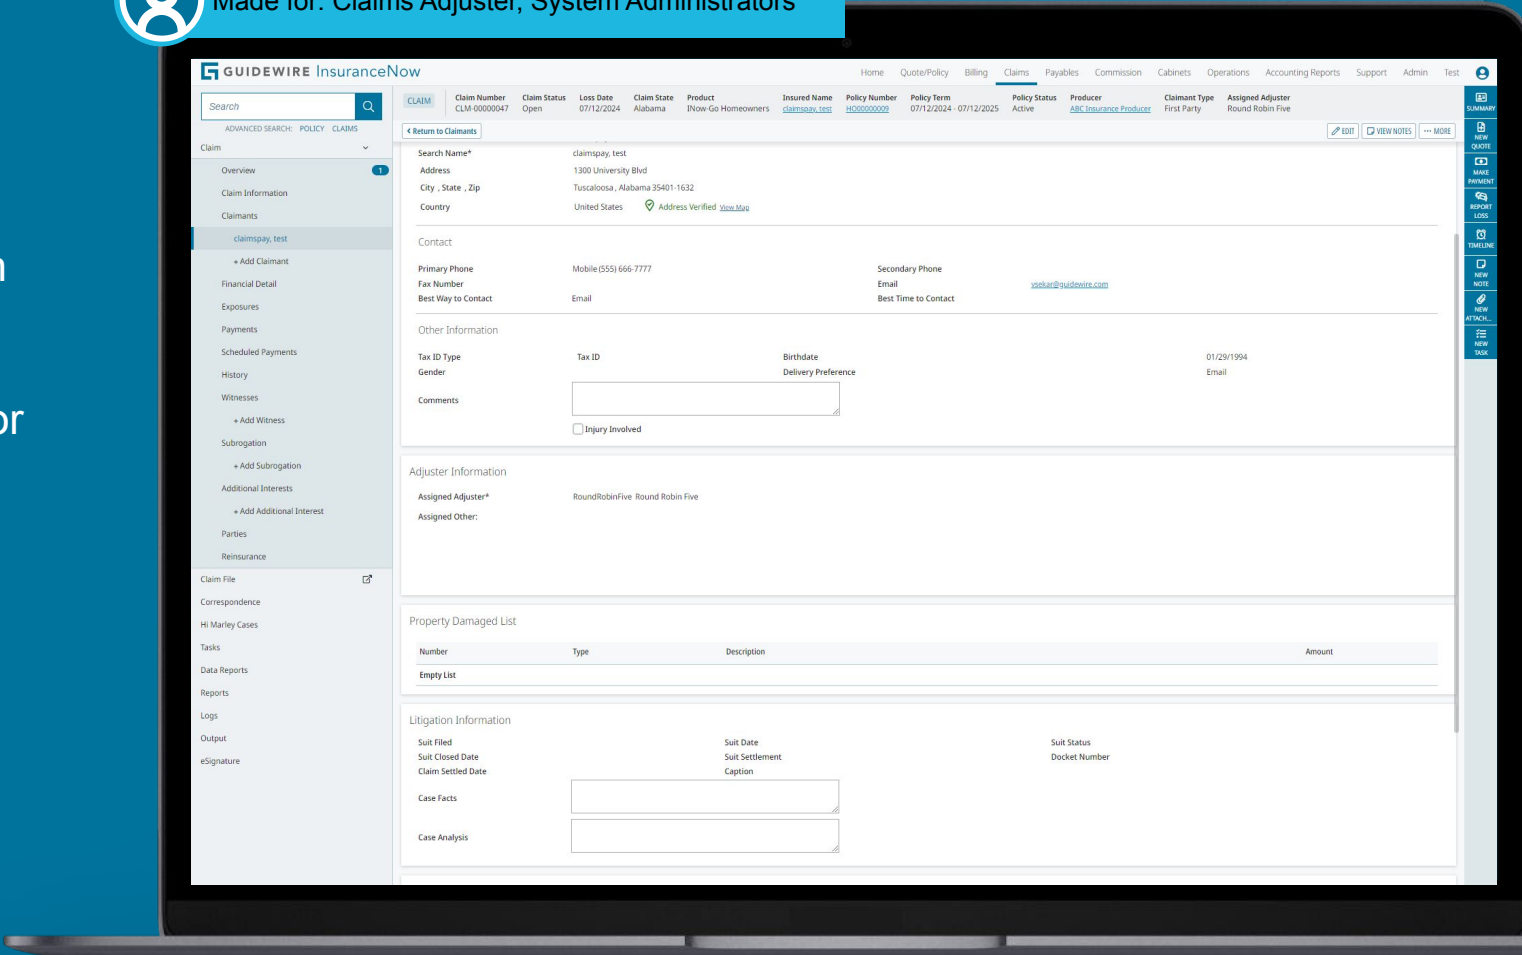 Made for: Claims Adjuster, System Administrators
n
or
GUIDEWIRE InsuranceNow
Home Quote/Policy Billing Claims Payables Commission Cabinets Operations Accounting Reports Support Admin Test
Search
ADVANCED SEARCH: POLICY CLAIMS
CLAIM
Claim Number Claim Status Loss Date Claim State Product Insured Name Policy Number Policy Term Policy Status Producer Claimant Type Assigned Adjuster
CLM-00000047 Open 07/12/2024 Alabama INow-Go Homeowners claimspay, test HO00000009 07/12/2024 - 07/12/2025 Active ABC Insurance Producer First Party Round Robin Five
Return to Claimants
EDIT VIEW NOTES ··· MORE
Claim
Overview 1
Claim Information
Claimants
claimspay, test
+ Add Claimant
Financial Detail
Exposures
Payments
Scheduled Payments
History
Witnesses
+ Add Witness
Subrogation
+ Add Subrogation
Additional Interests
+ Add Additional Interest
Parties
Reinsurance
Claim File
Correspondence
Hi Marley Cases
Tasks
Data Reports
Reports
Logs
Output
eSignature
Search Name* claimspay, test
Address 1300 University Blvd
City , State , Zip Tuscaloosa , Alabama 35401-1632
Country United States Address Verified View Map
Contact
Primary Phone Mobile (555) 666-7777 Secondary Phone
Fax Number Email vsekar@guidewire.com
Best Way to Contact Email Best Time to Contact
Other Information
Tax ID Type Tax ID Birthdate 01/29/1994
Gender Delivery Preference Email
Comments
Injury Involved
Adjuster Information
Assigned Adjuster* RoundRobinFive Round Robin Five
Assigned Other:
Property Damaged List
Number Type Description Amount
Empty List
Litigation Information
Suit Filed Suit Date Suit Status
Suit Closed Date Suit Settlement Docket Number
Claim Settled Date Caption
Case Facts
Case Analysis
SUMMARY
NEW
QUOTE
MAKE
PAYMENT
REPORT
LOSS
TIMELINE
NEW
NOTE
NEW
ATTACH...
NEW
TASK